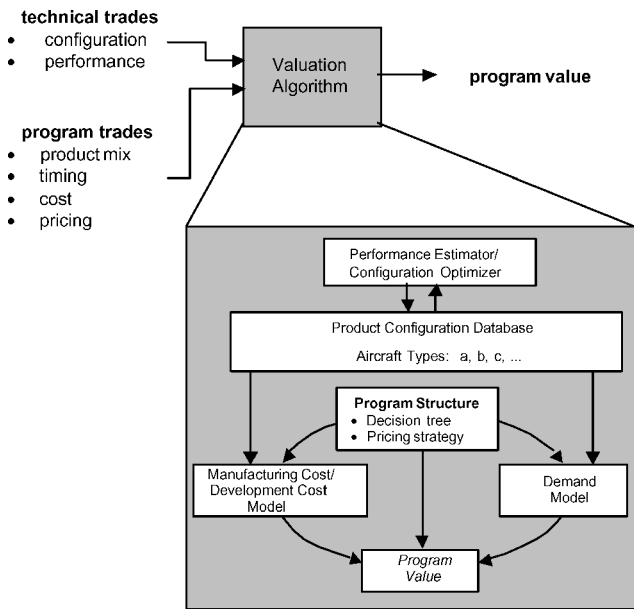 technical trades
• configuration
• performance
Valuation
Algorithm
program value
program trades
• product mix
• timing
• cost
• pricing
Performance Estimator/
Configuration Optimizer
Product Configuration Database
Aircraft Types: a, b, c, ...
Program Structure
• Decision tree
• Pricing strategy
Manufacturing Cost/
Development Cost
Model
Demand
Model
Program
Value